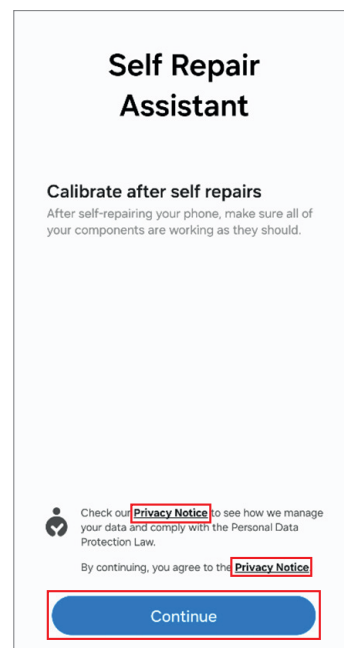 Self Repair
Assistant
Calibrate after self repairs
After self-repairing your phone, make sure all of
your components are working as they should.
Check our Privacy Notice to see how we manage
your data and comply with the Personal Data
Protection Law.
By continuing, you agree to the Privacy Notice.
Continue